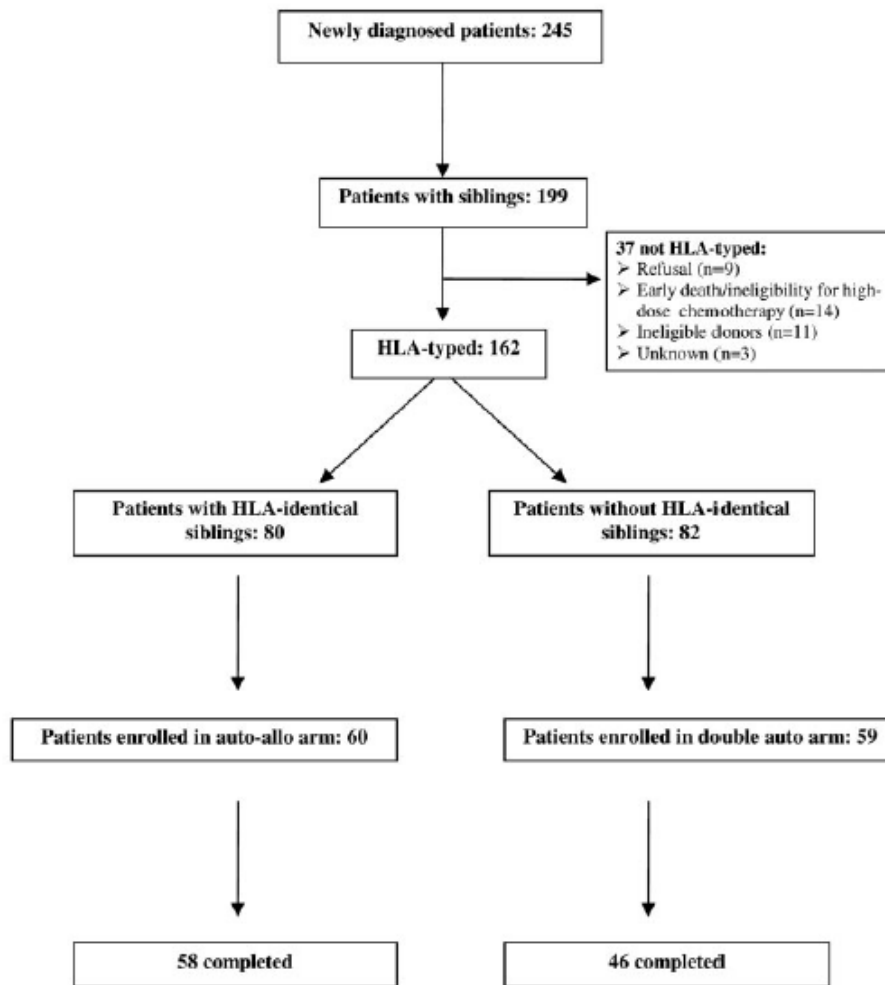 Newly diagnosed patients: 245
Patients with siblings: 199
37 not HLA-typed:
➢ Refusal (n=9)
➢ Early death/ineligibility for high-
dose chemotherapy (n=14)
➢ Ineligible donors (n=11)
➢ Unknown (n=3)
HLA-typed: 162
Patients with HLA-identical
siblings: 80
Patients without HLA-identical
siblings: 82
Patients enrolled in auto-allo arm: 60
Patients enrolled in double auto arm: 59
58 completed
46 completed